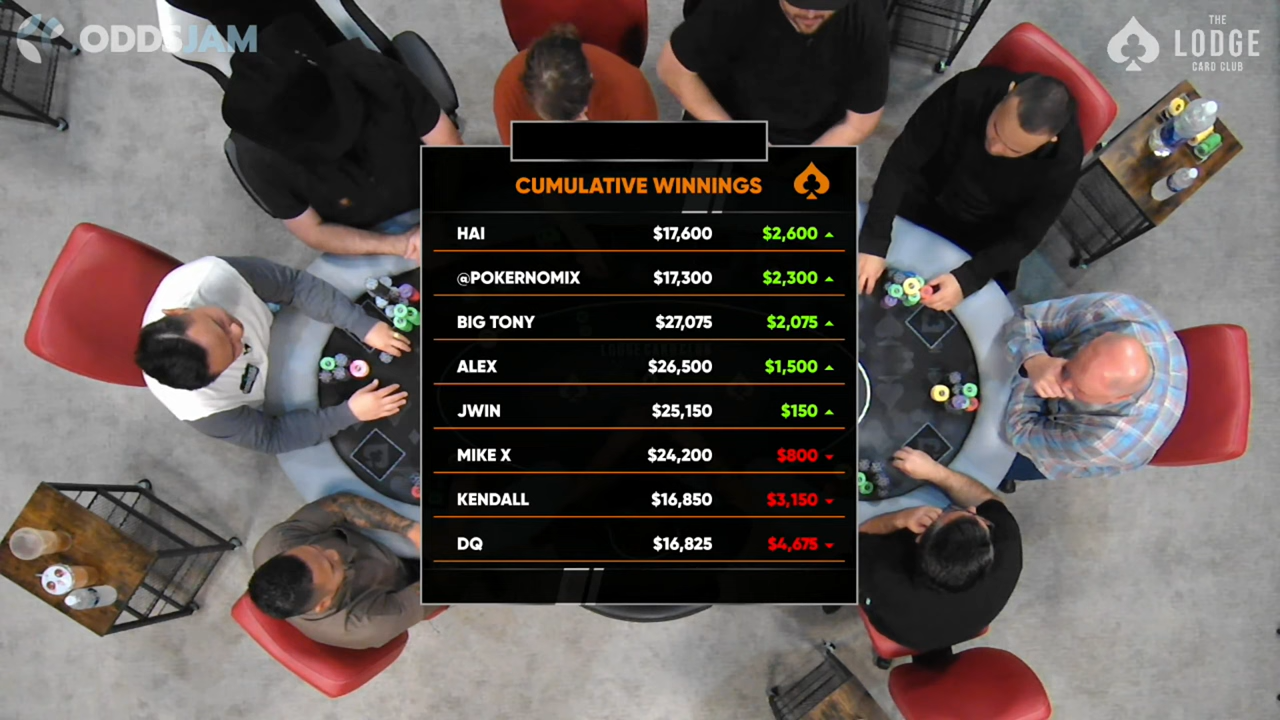 ODDSJAM
THE
LODGE
CARD CLUB
CUMULATIVE WINNINGS
HAI $17,600 $2,600
@POKERNOMIX $17,300 $2,300
BIG TONY $27,075 $2,075
ALEX $26,500 $1,500
JWIN $25,150 $150
MIKE X $24,200 $800
KENDALL $16,850 $3,150
DQ $16,825 $4,675